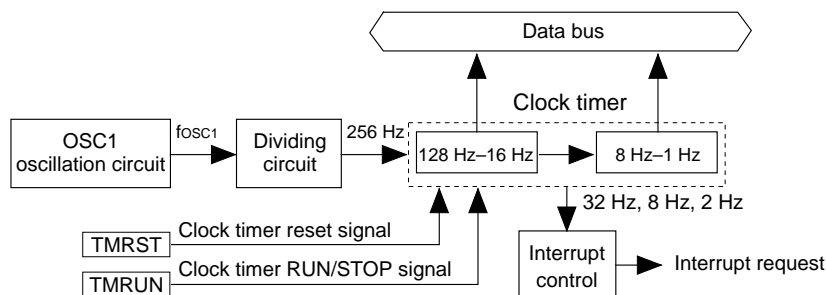 Data bus
Clock timer
OSC1
oscillation circuit
fOSC1
Dividing
circuit
256 Hz
128 Hz–16 Hz
8 Hz–1 Hz
32 Hz, 8 Hz, 2 Hz
TMRST
Clock timer reset signal
TMRUN
Clock timer RUN/STOP signal
Interrupt
control
Interrupt request